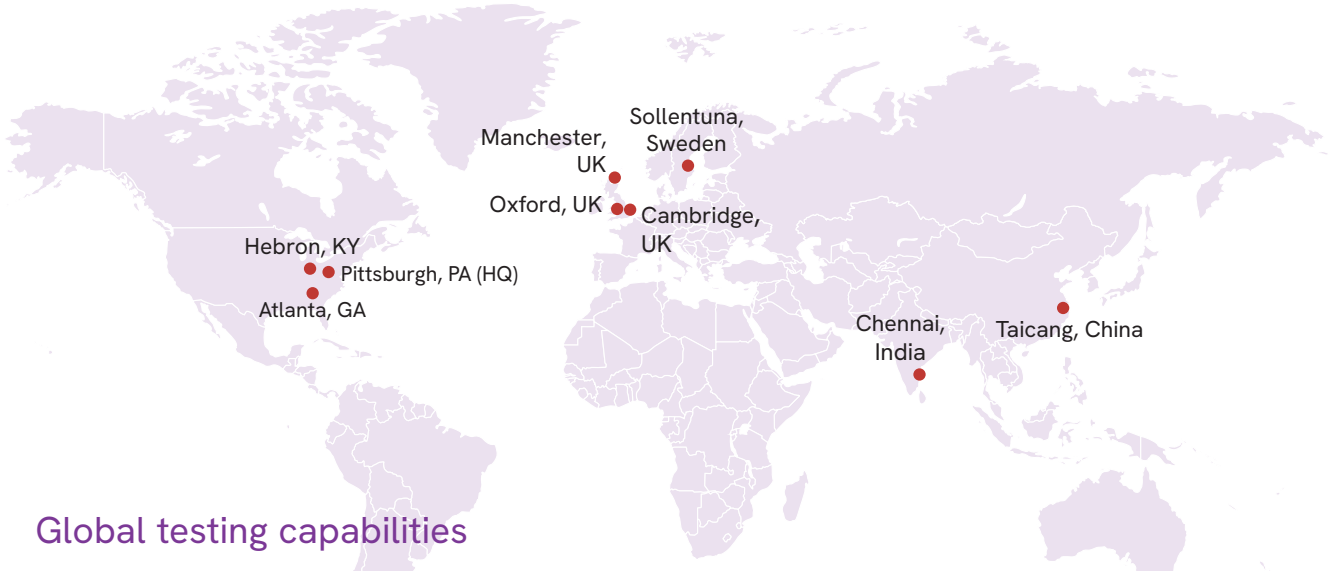 Sollentuna,
Sweden
Manchester,
UK
Oxford, UK
Cambridge,
UK
Hebron, KY
Pittsburgh, PA (HQ)
Atlanta, GA
Chennai,
India
Taicang, China
Global testing capabilities